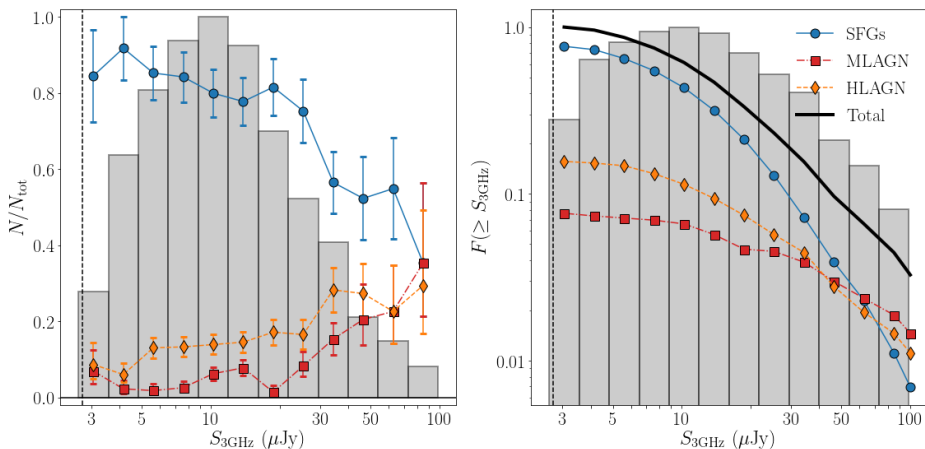 1.0
0.8
0.6
0.4
0.2
0.0
N/N_tot
3 5 10 30 50 100
S_3GHz (μJy)
1.0
0.1
0.01
F(≥ S_3GHz)
SFGs
MLAGN
HLAGN
Total
3 5 10 30 50 100
S_3GHz (μJy)